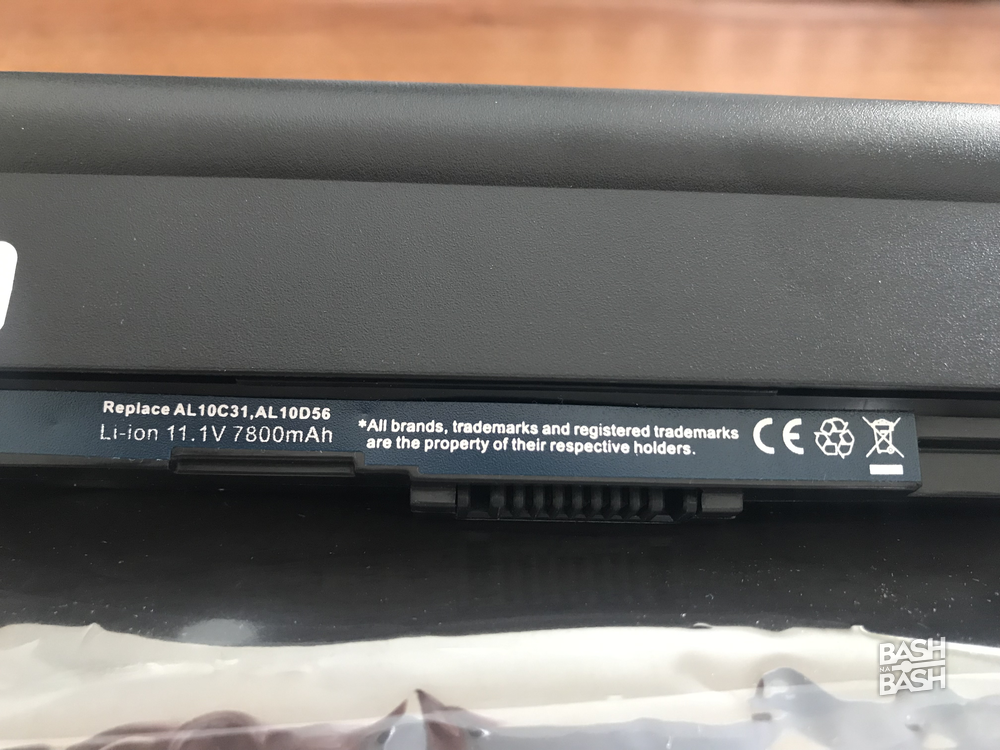 Replace AL10C31,AL10D56
Li-ion 11.1V 7800mAh
*All brands, trademarks and registered trademarks
are the property of their respective holders.
CE
BASH
НА
BASH